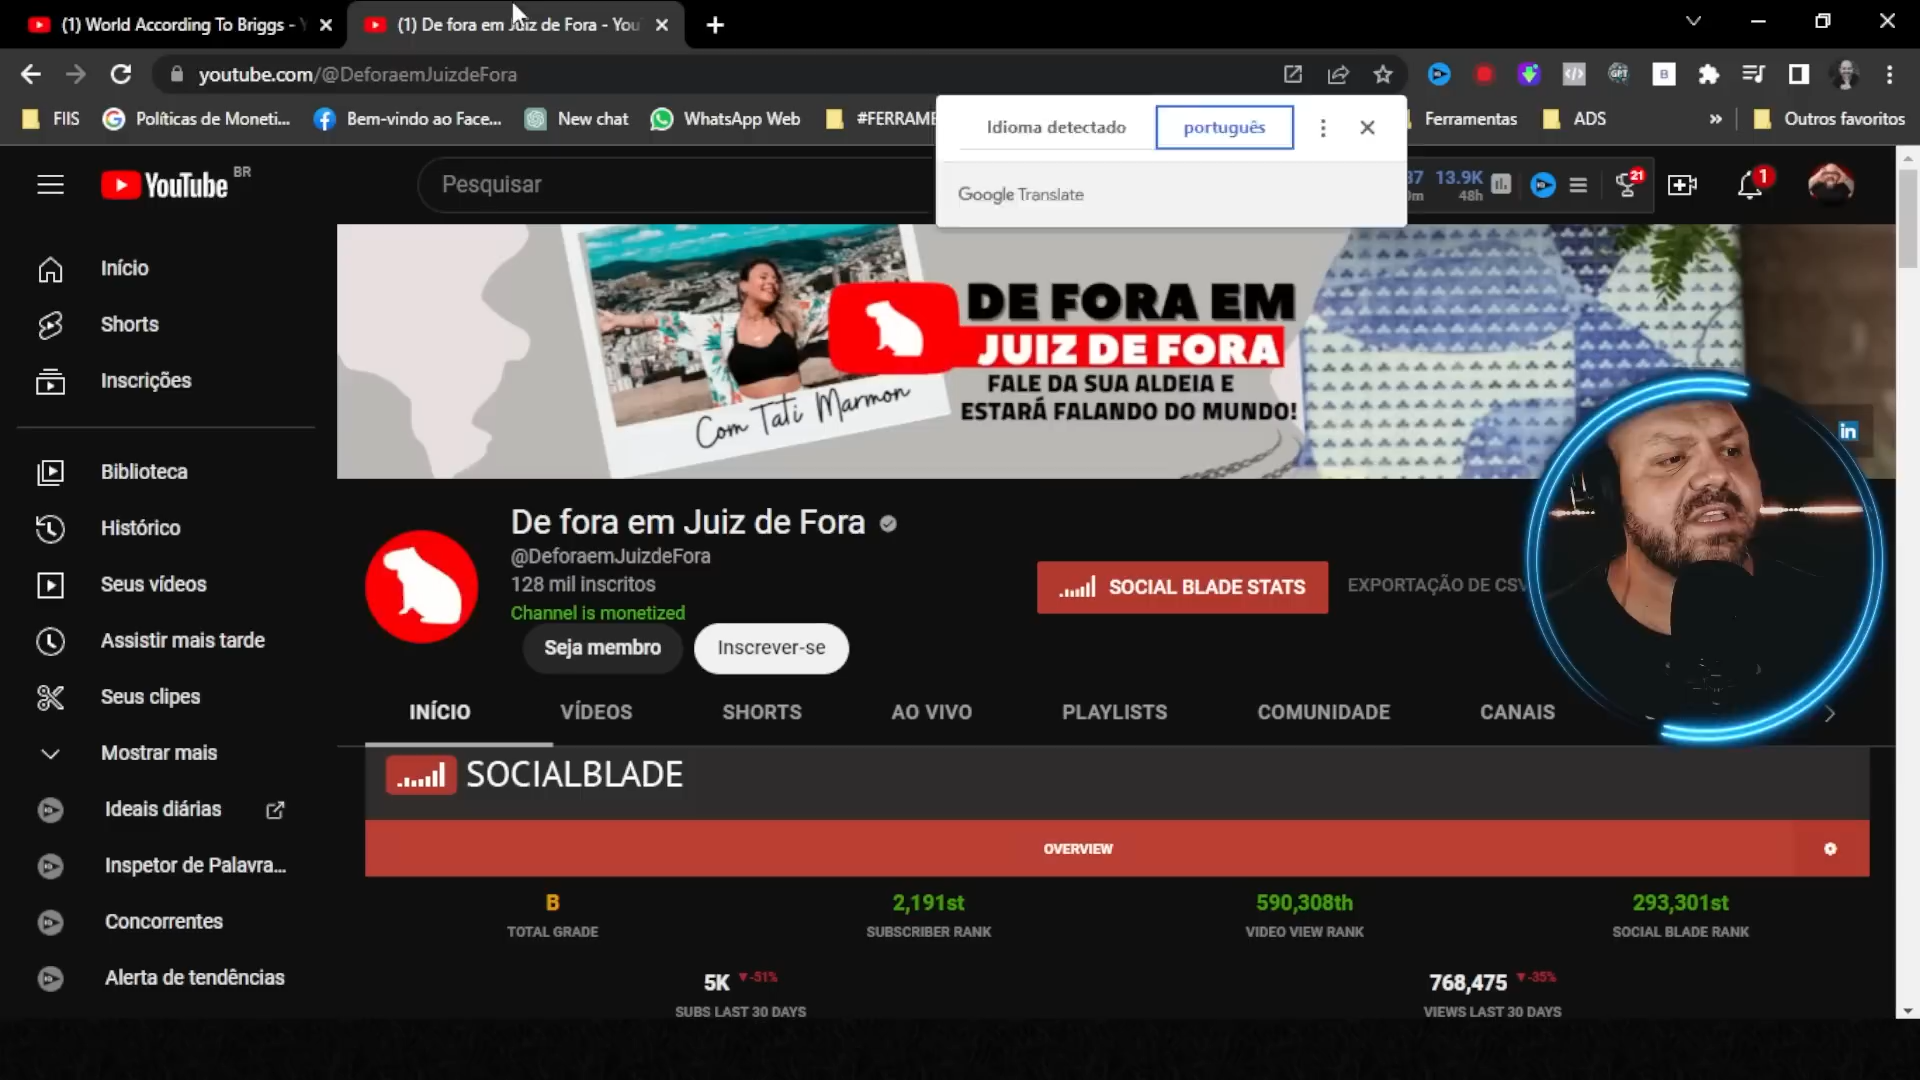 (1) World According To Briggs -
(1) De fora em Juiz de Fora - You
youtube.com/@DeforaemJuizdeFora
GPT
B
FIIS
Políticas de Moneti...
Bem-vindo ao Face...
New chat
WhatsApp Web
#FERRAME
Ferramentas
ADS
»
Outros favoritos
Idioma detectado
português
Google Translate
YouTube BR
Pesquisar
13.9K
48h
21
1
Início
Shorts
Inscrições
Biblioteca
Histórico
Seus vídeos
Assistir mais tarde
Seus clipes
Mostrar mais
Ideais diárias
Inspetor de Palavra...
Concorrentes
Alerta de tendências
Com Tati Marmon
DE FORA EM
JUIZ DE FORA
FALE DA SUA ALDEIA E
ESTARÁ FALANDO DO MUNDO!
in
De fora em Juiz de Fora
@DeforaemJuizdeFora
128 mil inscritos
Channel is monetized
Seja membro
Inscrever-se
SOCIAL BLADE STATS
EXPORTAÇÃO DE CSV
INÍCIO
VÍDEOS
SHORTS
AO VIVO
PLAYLISTS
COMUNIDADE
CANAIS
SOCIALBLADE
OVERVIEW
B
TOTAL GRADE
2,191st
SUBSCRIBER RANK
590,308th
VIDEO VIEW RANK
293,301st
SOCIAL BLADE RANK
5K ▼-51%
SUBS LAST 30 DAYS
768,475 ▼-35%
VIEWS LAST 30 DAYS